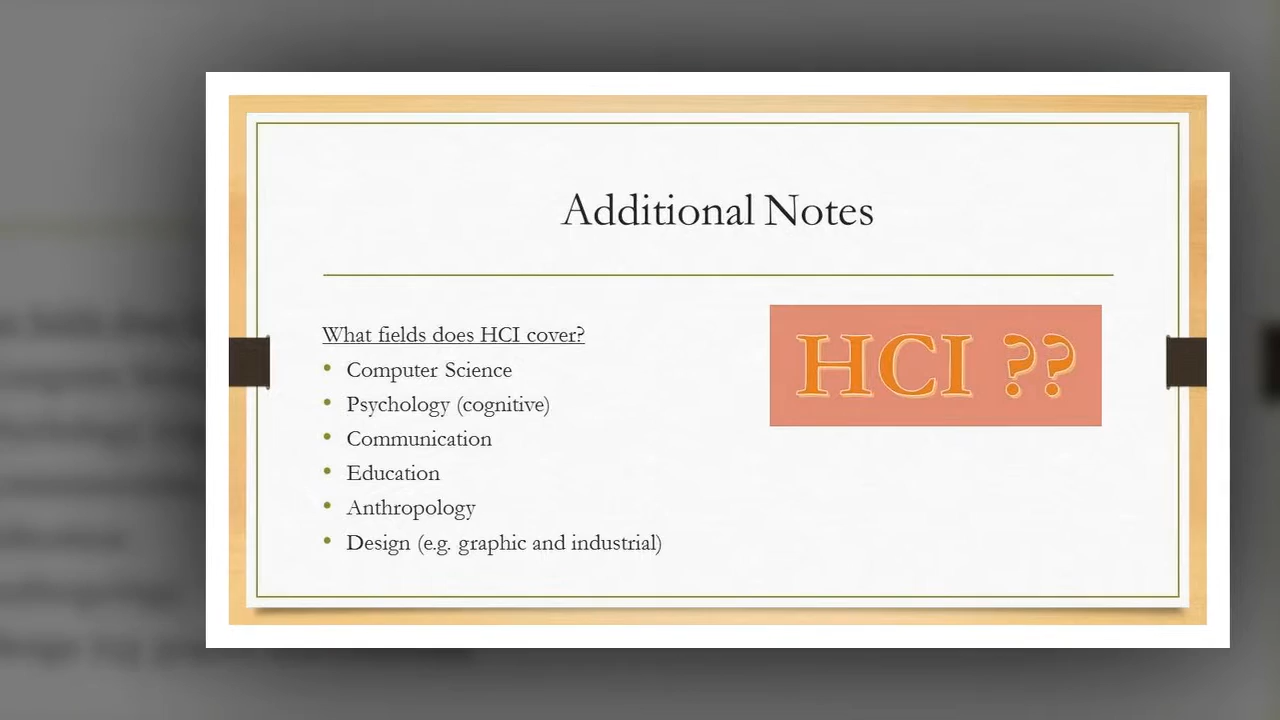 Additional Notes
What fields does HCI cover?
• Computer Science
• Psychology (cognitive)
• Communication
• Education
• Anthropology
• Design (e.g. graphic and industrial)
HCI ??